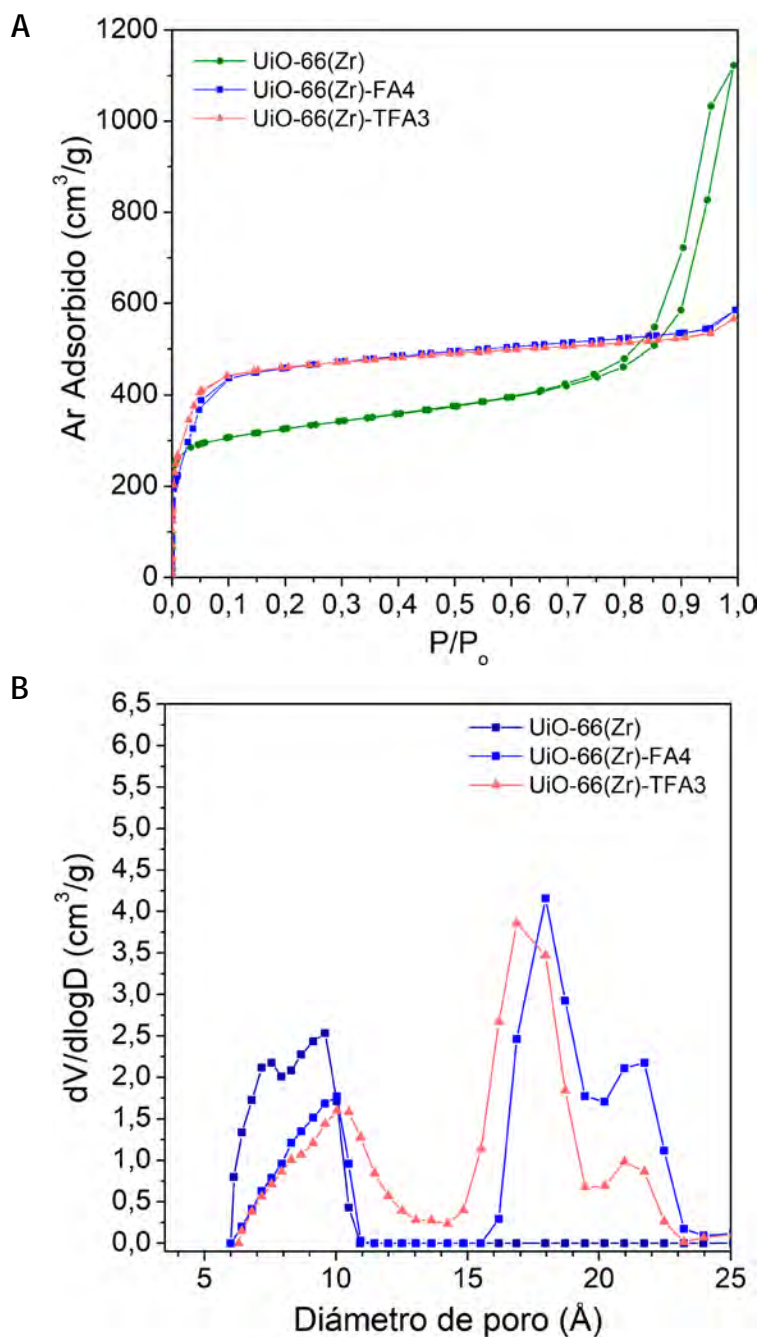 A
1200
1000
800
600
400
200
0
UiO-66(Zr)
UiO-66(Zr)-FA4
UiO-66(Zr)-TFA3
Ar Adsorbido (cm³/g)
0,0 0,1 0,2 0,3 0,4 0,5 0,6 0,7 0,8 0,9 1,0
P/Pₒ
B
6,5
6,0
5,5
5,0
4,5
4,0
3,5
3,0
2,5
2,0
1,5
1,0
0,5
0,0
UiO-66(Zr)
UiO-66(Zr)-FA4
UiO-66(Zr)-TFA3
dV/dlogD (cm³/g)
5 10 15 20 25
Diámetro de poro (Å)